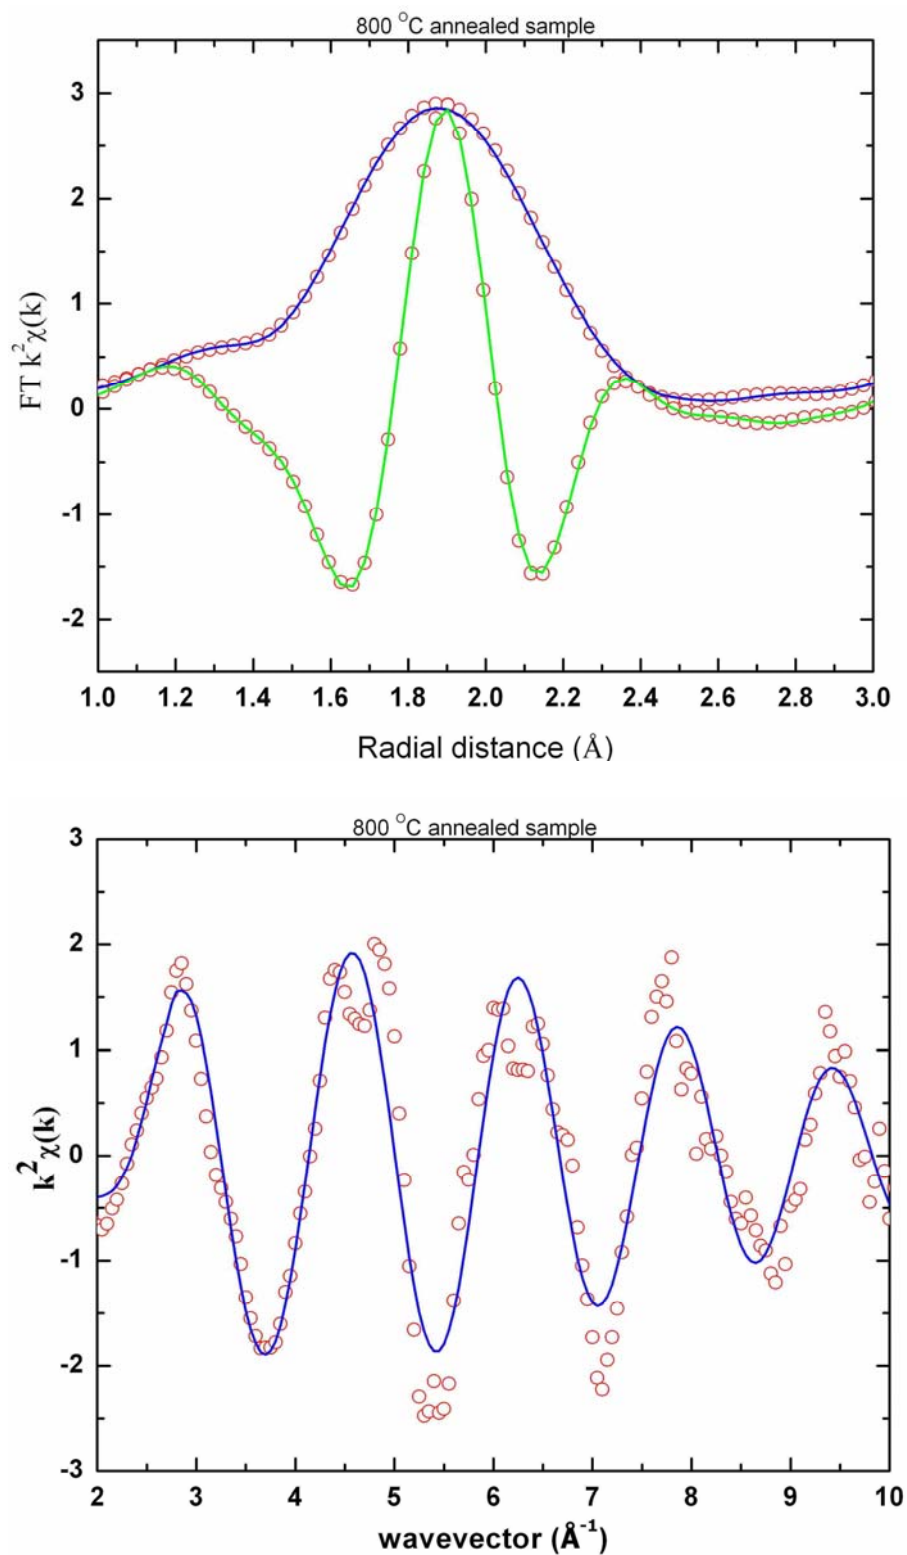 800 °C annealed sample
3
2
1
0
-1
-2
FT k²χ(k)
1.0 1.2 1.4 1.6 1.8 2.0 2.2 2.4 2.6 2.8 3.0
Radial distance (Å)
800 °C annealed sample
3
2
1
0
-1
-2
-3
k²χ(k)
2 3 4 5 6 7 8 9 10
wavevector (Å⁻¹)